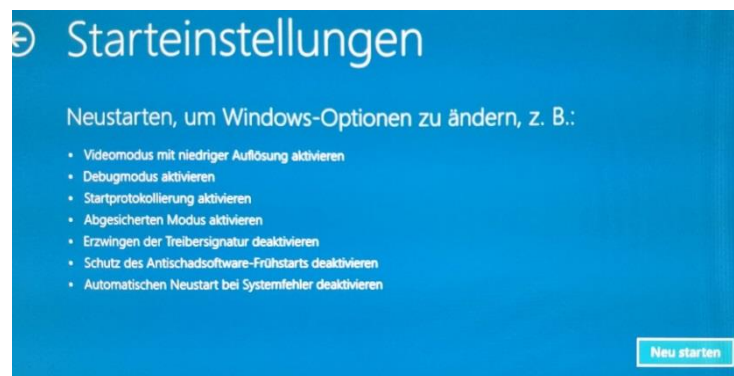 Starteinstellungen
Neustarten, um Windows-Optionen zu ändern, z. B.:
• Videomodus mit niedriger Auflösung aktivieren
• Debugmodus aktivieren
• Startprotokollierung aktivieren
• Abgesicherten Modus aktivieren
• Erzwingen der Treibersignatur deaktivieren
• Schutz des Antischadsoftware-Frühstarts deaktivieren
• Automatischen Neustart bei Systemfehler deaktivieren
Neu starten